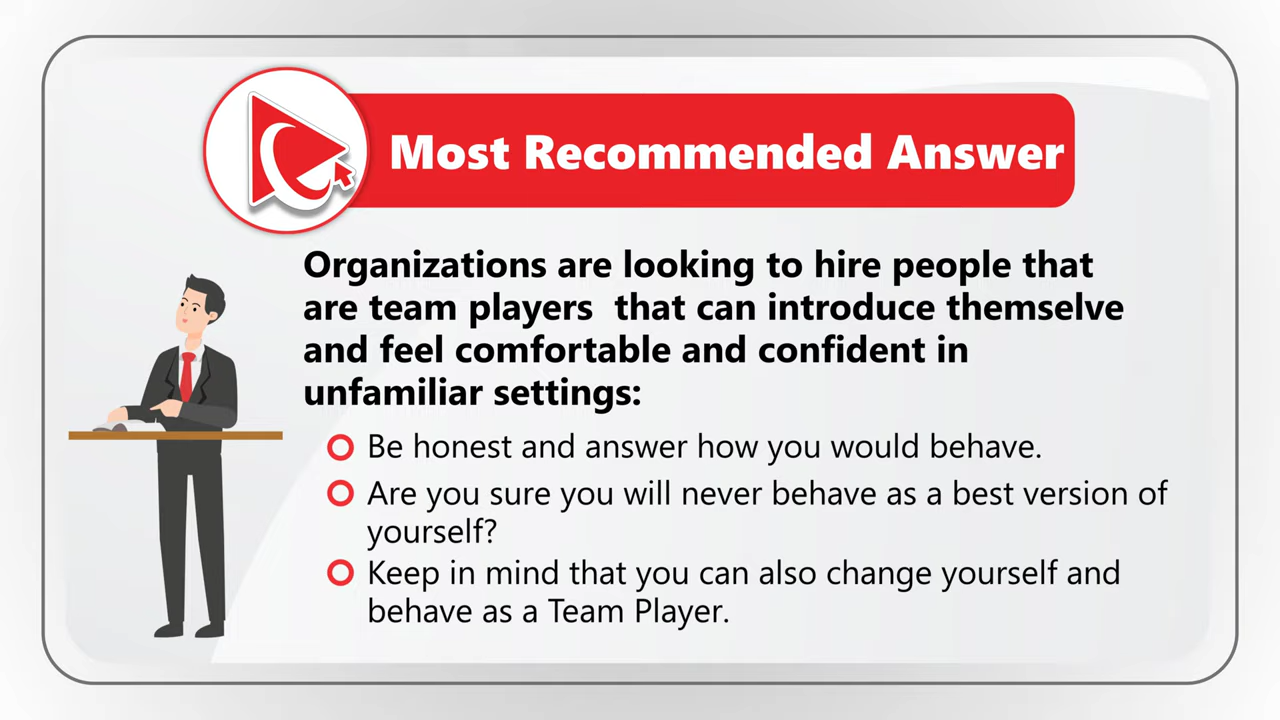 Most Recommended Answer
Organizations are looking to hire people that
are team players  that can introduce themselve
and feel comfortable and confident in
unfamiliar settings:
Be honest and answer how you would behave.
Are you sure you will never behave as a best version of
yourself?
Keep in mind that you can also change yourself and
behave as a Team Player.